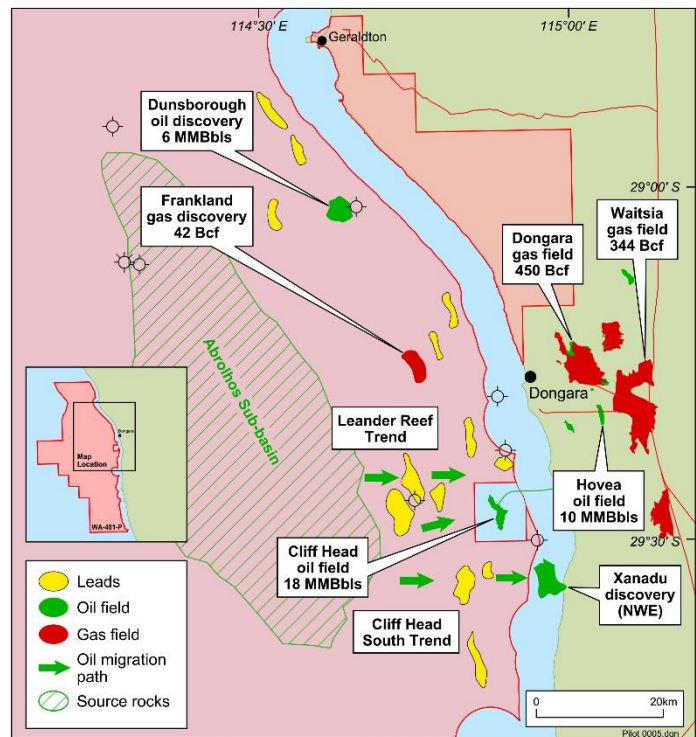 114°30' E
115°00' E
Geraldton
Dunsborough
oil discovery
6 MMBbls
Frankland
gas discovery
42 Bcf
29°00' S
Waitsia
gas field
344 Bcf
Dongara
gas field
450 Bcf
Abrolhos Sub-basin
Dongara
Leander Reef
Trend
Dongara
Map
Location
WA-481-P
Hovea
oil field
10 MMBbls
29°30' S
Cliff Head
oil field
18 MMBbls
Xanadu
discovery
(NWE)
Cliff Head
South Trend
Leads
Oil field
Gas field
Oil migration
path
Source rocks
0
20km
Pilot 0005.dgn